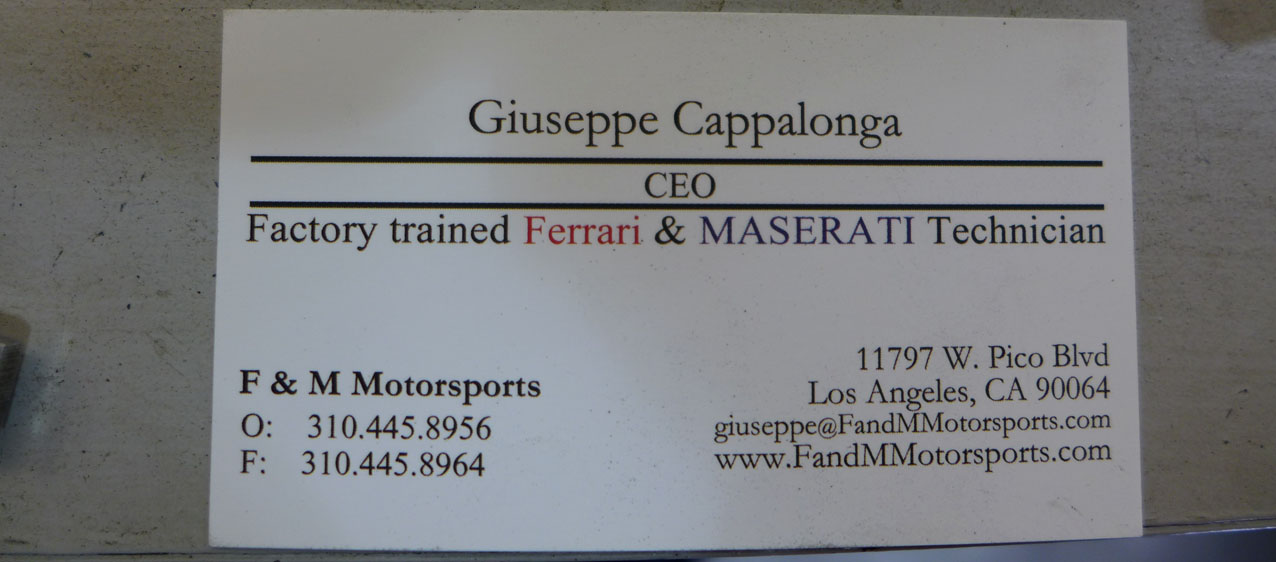 Giuseppe Cappalonga
CEO
Factory trained Ferrari & MASERATI Technician
F & M Motorsports
O: 310.445.8956
F: 310.445.8964
11797 W. Pico Blvd
Los Angeles, CA 90064
giuseppe@FandMMotorsports.com
www.FandMMotorsports.com